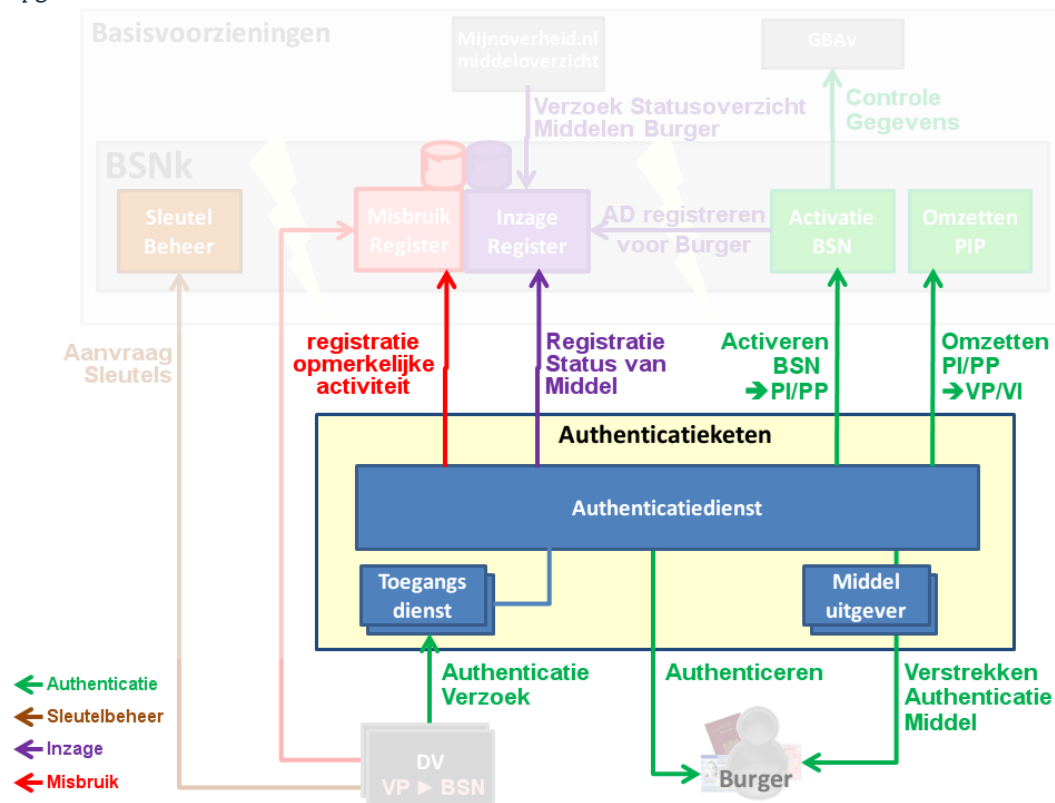 Basisvoorzieningen
Mijnoverheid.nl
middeloverzicht
GBAv
Verzoek Statusoverzicht
Middelen Burger
Controle
Gegevens
BSNk
Sleutel
Beheer
Misbruik
Register
Inzage
Register
AD registreren
voor Burger
Activatie
BSN
Omzetten
PIP
Aanvraag
Sleutels
registratie
opmerkelijke
activiteit
Registratie
Status van
Middel
Activeren
BSN
➔PI/PP
Omzetten
PI/PP
➔VP/VI
Authenticatieketen
Authenticatiedienst
Toegangs
dienst
Middel
uitgever
Authenticatie
Verzoek
Authenticeren
Verstrekken
Authenticatie
Middel
Authenticatie
Sleutelbeheer
Inzage
Misbruik
DV
VP ► BSN
Burger